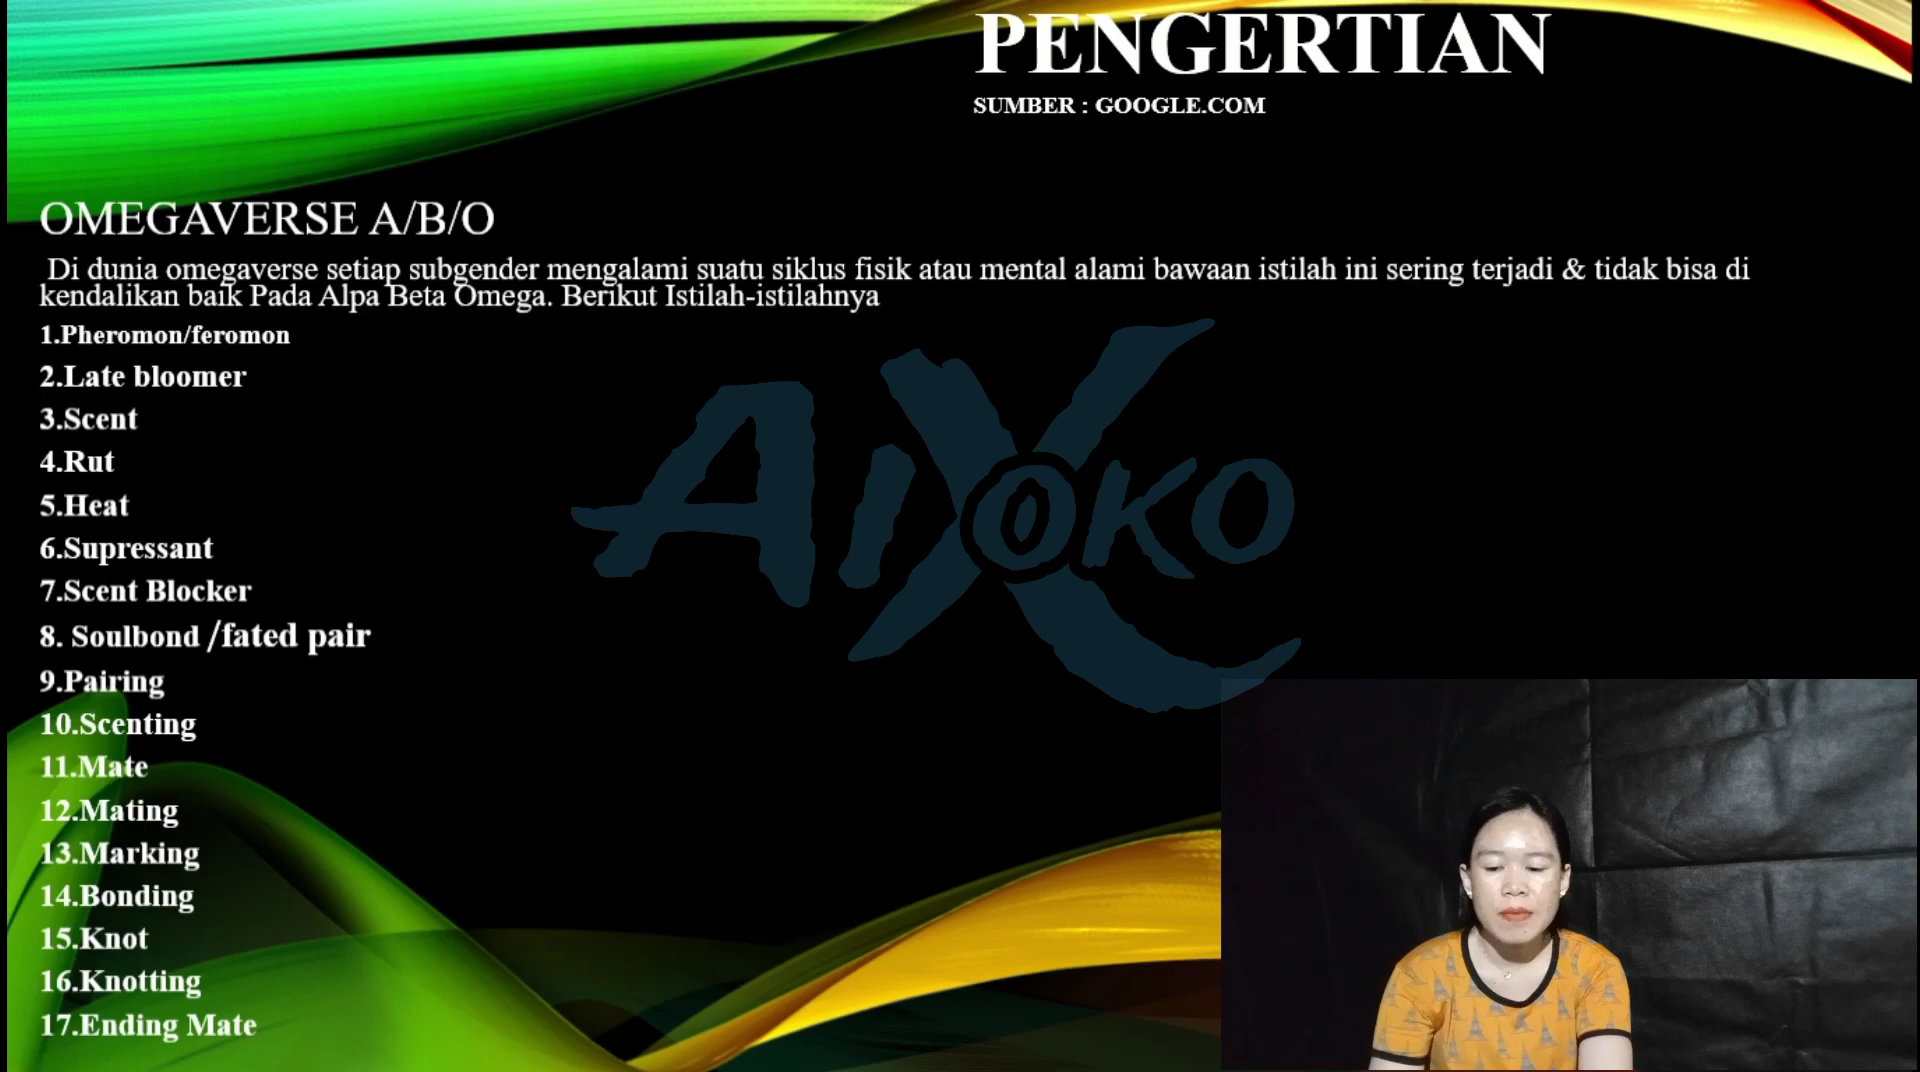 PENGERTIAN
SUMBER : GOOGLE.COM
OMEGAVERSE A/B/O
Di dunia omegaverse setiap subgender mengalami suatu siklus fisik atau mental alami bawaan istilah ini sering terjadi & tidak bisa di
kendalikan baik Pada Alpa Beta Omega. Berikut Istilah-istilahnya
1.Pheromon/feromon
2.Late bloomer
3.Scent
4.Rut
5.Heat
6.Supressant
7.Scent Blocker
8. Soulbond /fated pair
9.Pairing
10.Scenting
11.Mate
12.Mating
13.Marking
14.Bonding
15.Knot
16.Knotting
17.Ending Mate
AIXOKO